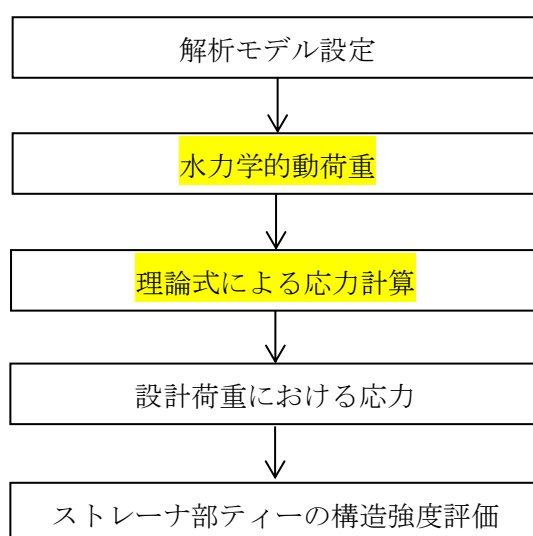 解析モデル設定
水力学的動荷重
理論式による応力計算
設計荷重における応力
ストレーナ部ティーの構造強度評価